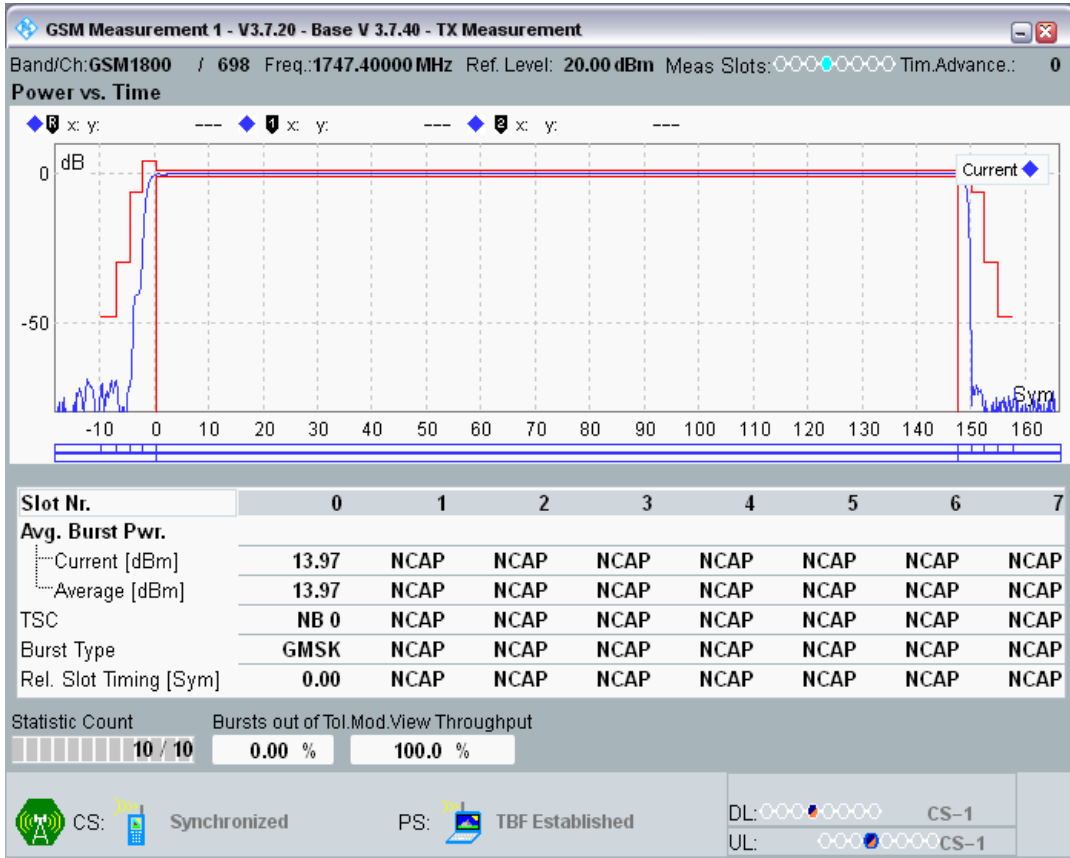 GSM Measurement 1 - V3.7.20 - Base V 3.7.40 - TX Measurement
Band/Ch:GSM1800 / 698 Freq.:1747.40000 MHz Ref. Level: 20.00 dBm Meas Slots: Tim.Advance.: 0
Power vs. Time
R x: y: --- 1 x: y: --- 2 x: y: ---
dB
Current
0
-50
Sym
-10 0 10 20 30 40 50 60 70 80 90 100 110 120 130 140 150 160
Slot Nr. 0 1 2 3 4 5 6 7
Avg. Burst Pwr.
Current [dBm] 13.97 NCAP NCAP NCAP NCAP NCAP NCAP NCAP
Average [dBm] 13.97 NCAP NCAP NCAP NCAP NCAP NCAP NCAP
TSC NB 0 NCAP NCAP NCAP NCAP NCAP NCAP NCAP
Burst Type GMSK NCAP NCAP NCAP NCAP NCAP NCAP NCAP
Rel. Slot Timing [Sym] 0.00 NCAP NCAP NCAP NCAP NCAP NCAP NCAP
Statistic Count Bursts out of Tol.Mod.View Throughput
10 / 10 0.00 % 100.0 %
CS: Synchronized PS: TBF Established DL: CS-1
UL: CS-1